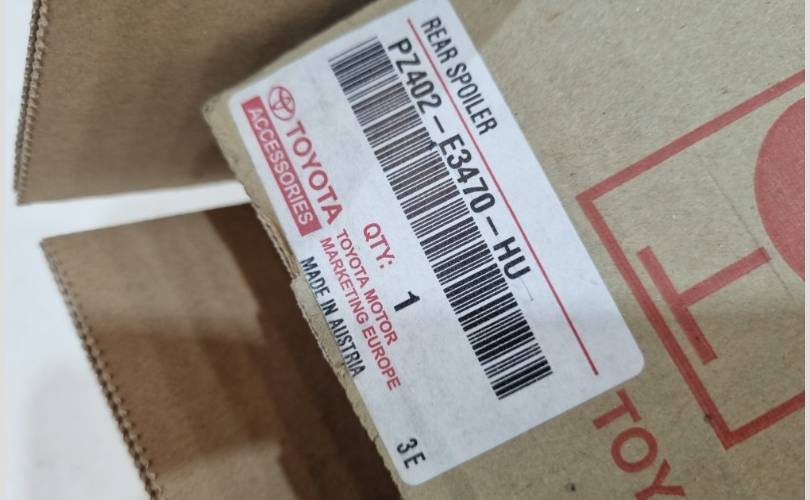 REAR SPOILER
PZ402-E3470-HU
TOYOTA
ACCESSORIES
QTY: 1
TOYOTA MOTOR
MARKETING EUROPE
MADE IN AUSTRIA
3E
TOY